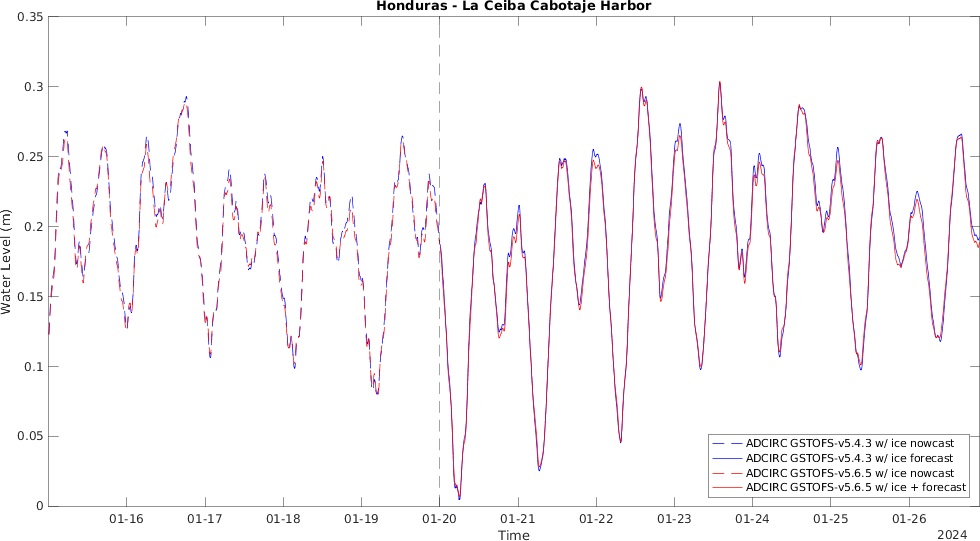 Honduras - La Ceiba Cabotaje Harbor
0.35
0.3
0.25
0.2
0.15
0.1
0.05
0
Water Level (m)
ADCIRC GSTOFS-v5.4.3 w/ ice nowcast
ADCIRC GSTOFS-v5.4.3 w/ ice forecast
ADCIRC GSTOFS-v5.6.5 w/ ice nowcast
ADCIRC GSTOFS-v5.6.5 w/ ice + forecast
01-16 01-17 01-18 01-19 01-20 01-21 01-22 01-23 01-24 01-25 01-26
Time
2024